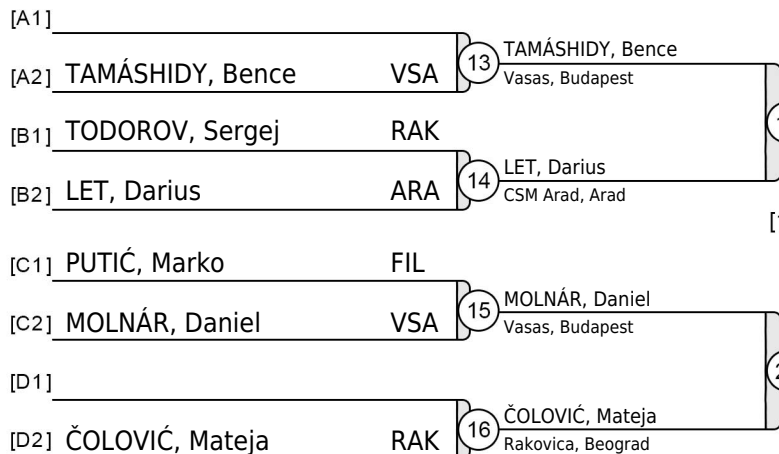 [A1]
[A2] TAMÁSHIDY, Bence VSA
13
TAMÁSHIDY, Bence
Vasas, Budapest
[B1] TODOROV, Sergej RAK
[B2] LET, Darius ARA
14
LET, Darius
CSM Arad, Arad
[C1] PUTIĆ, Marko FIL
[C2] MOLNÁR, Daniel VSA
15
MOLNÁR, Daniel
Vasas, Budapest
[D1]
[D2] ČOLOVIĆ, Mateja RAK
16
ČOLOVIĆ, Mateja
Rakovica, Beograd